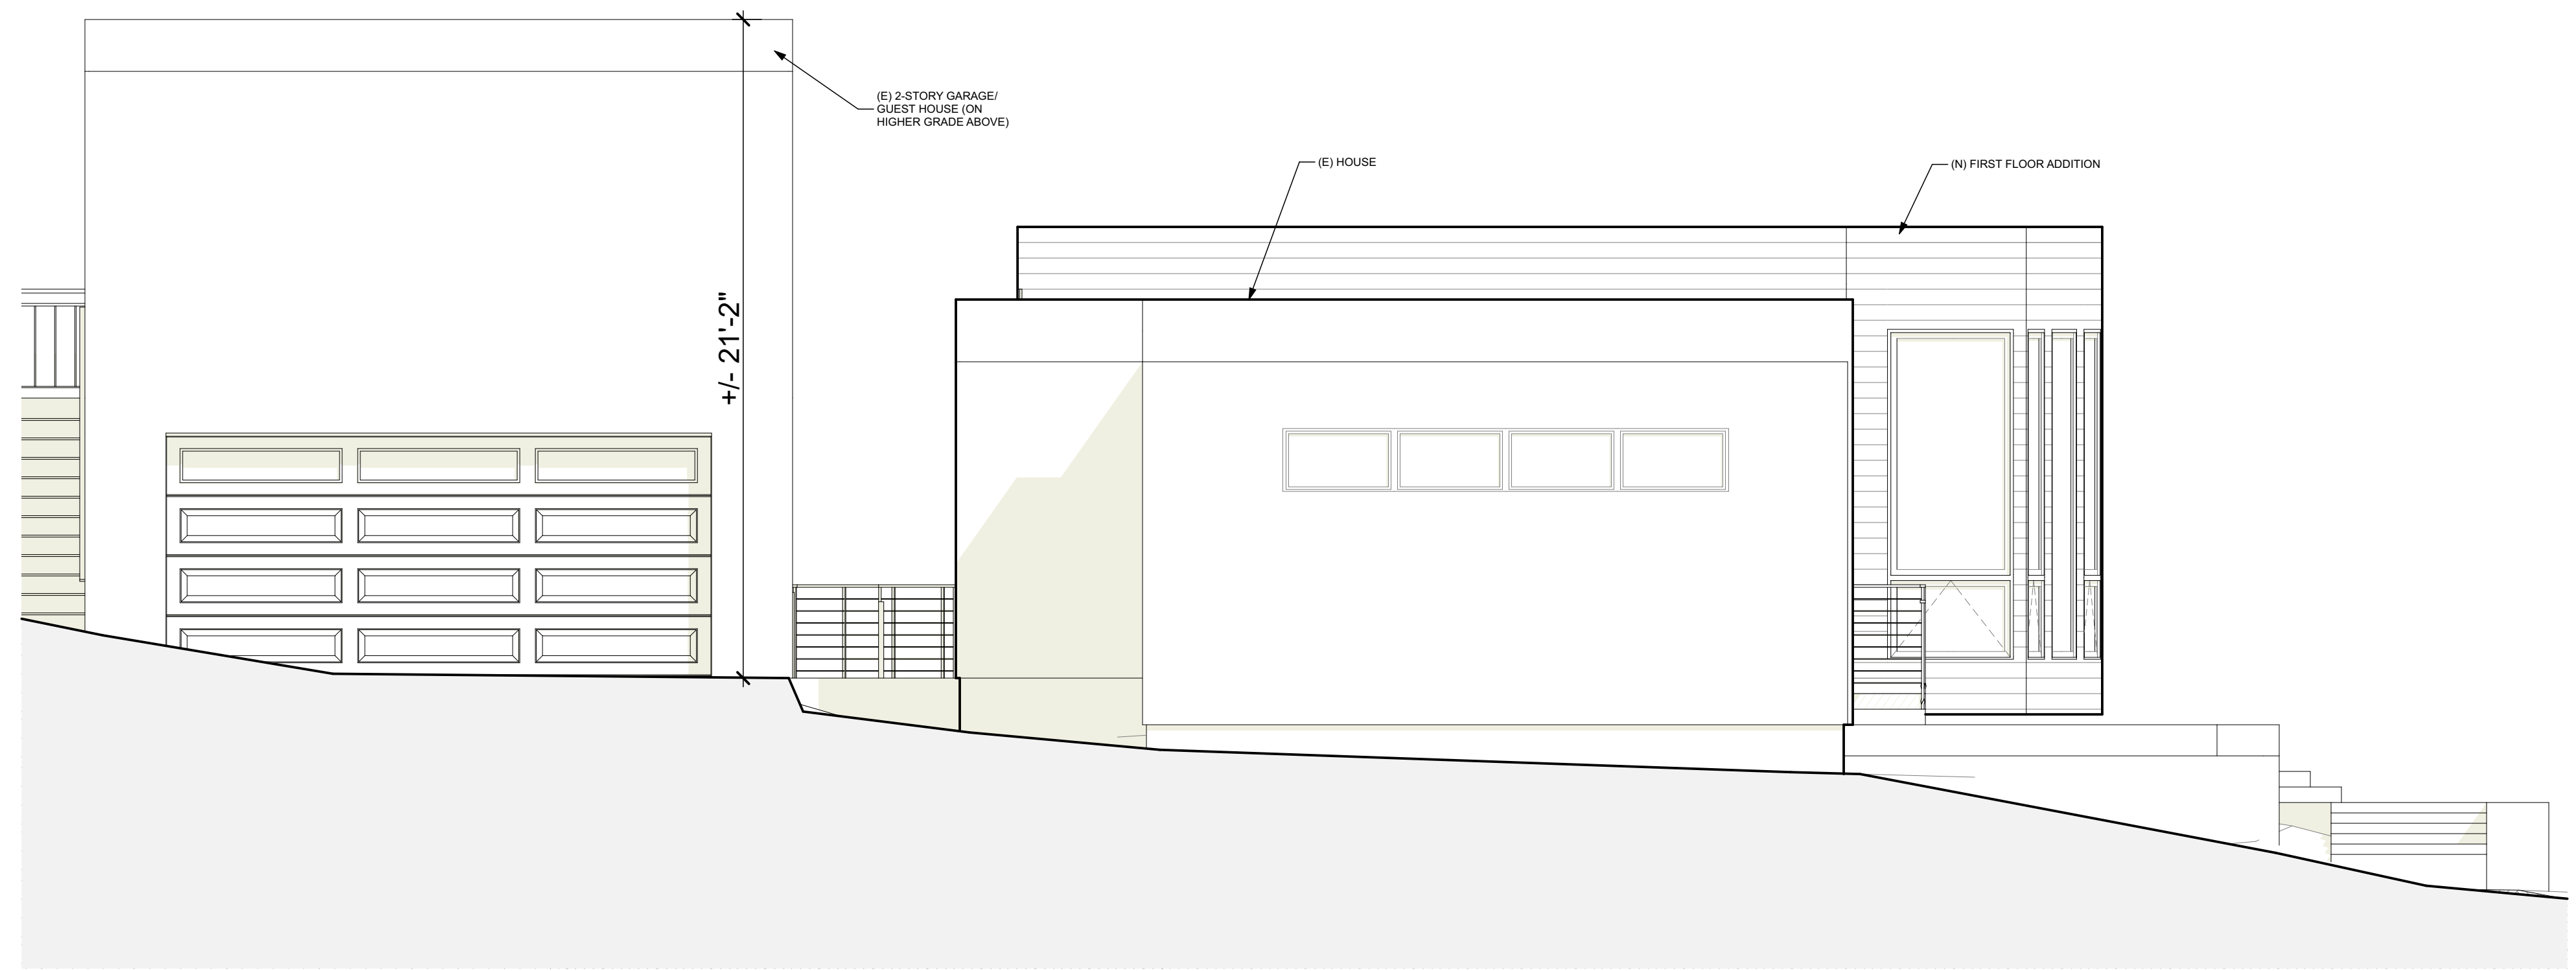 (E) 2-STORY GARAGE/
GUEST HOUSE (ON
HIGHER GRADE ABOVE)
(E) HOUSE
(N) FIRST FLOOR ADDITION
+/- 21'-2"